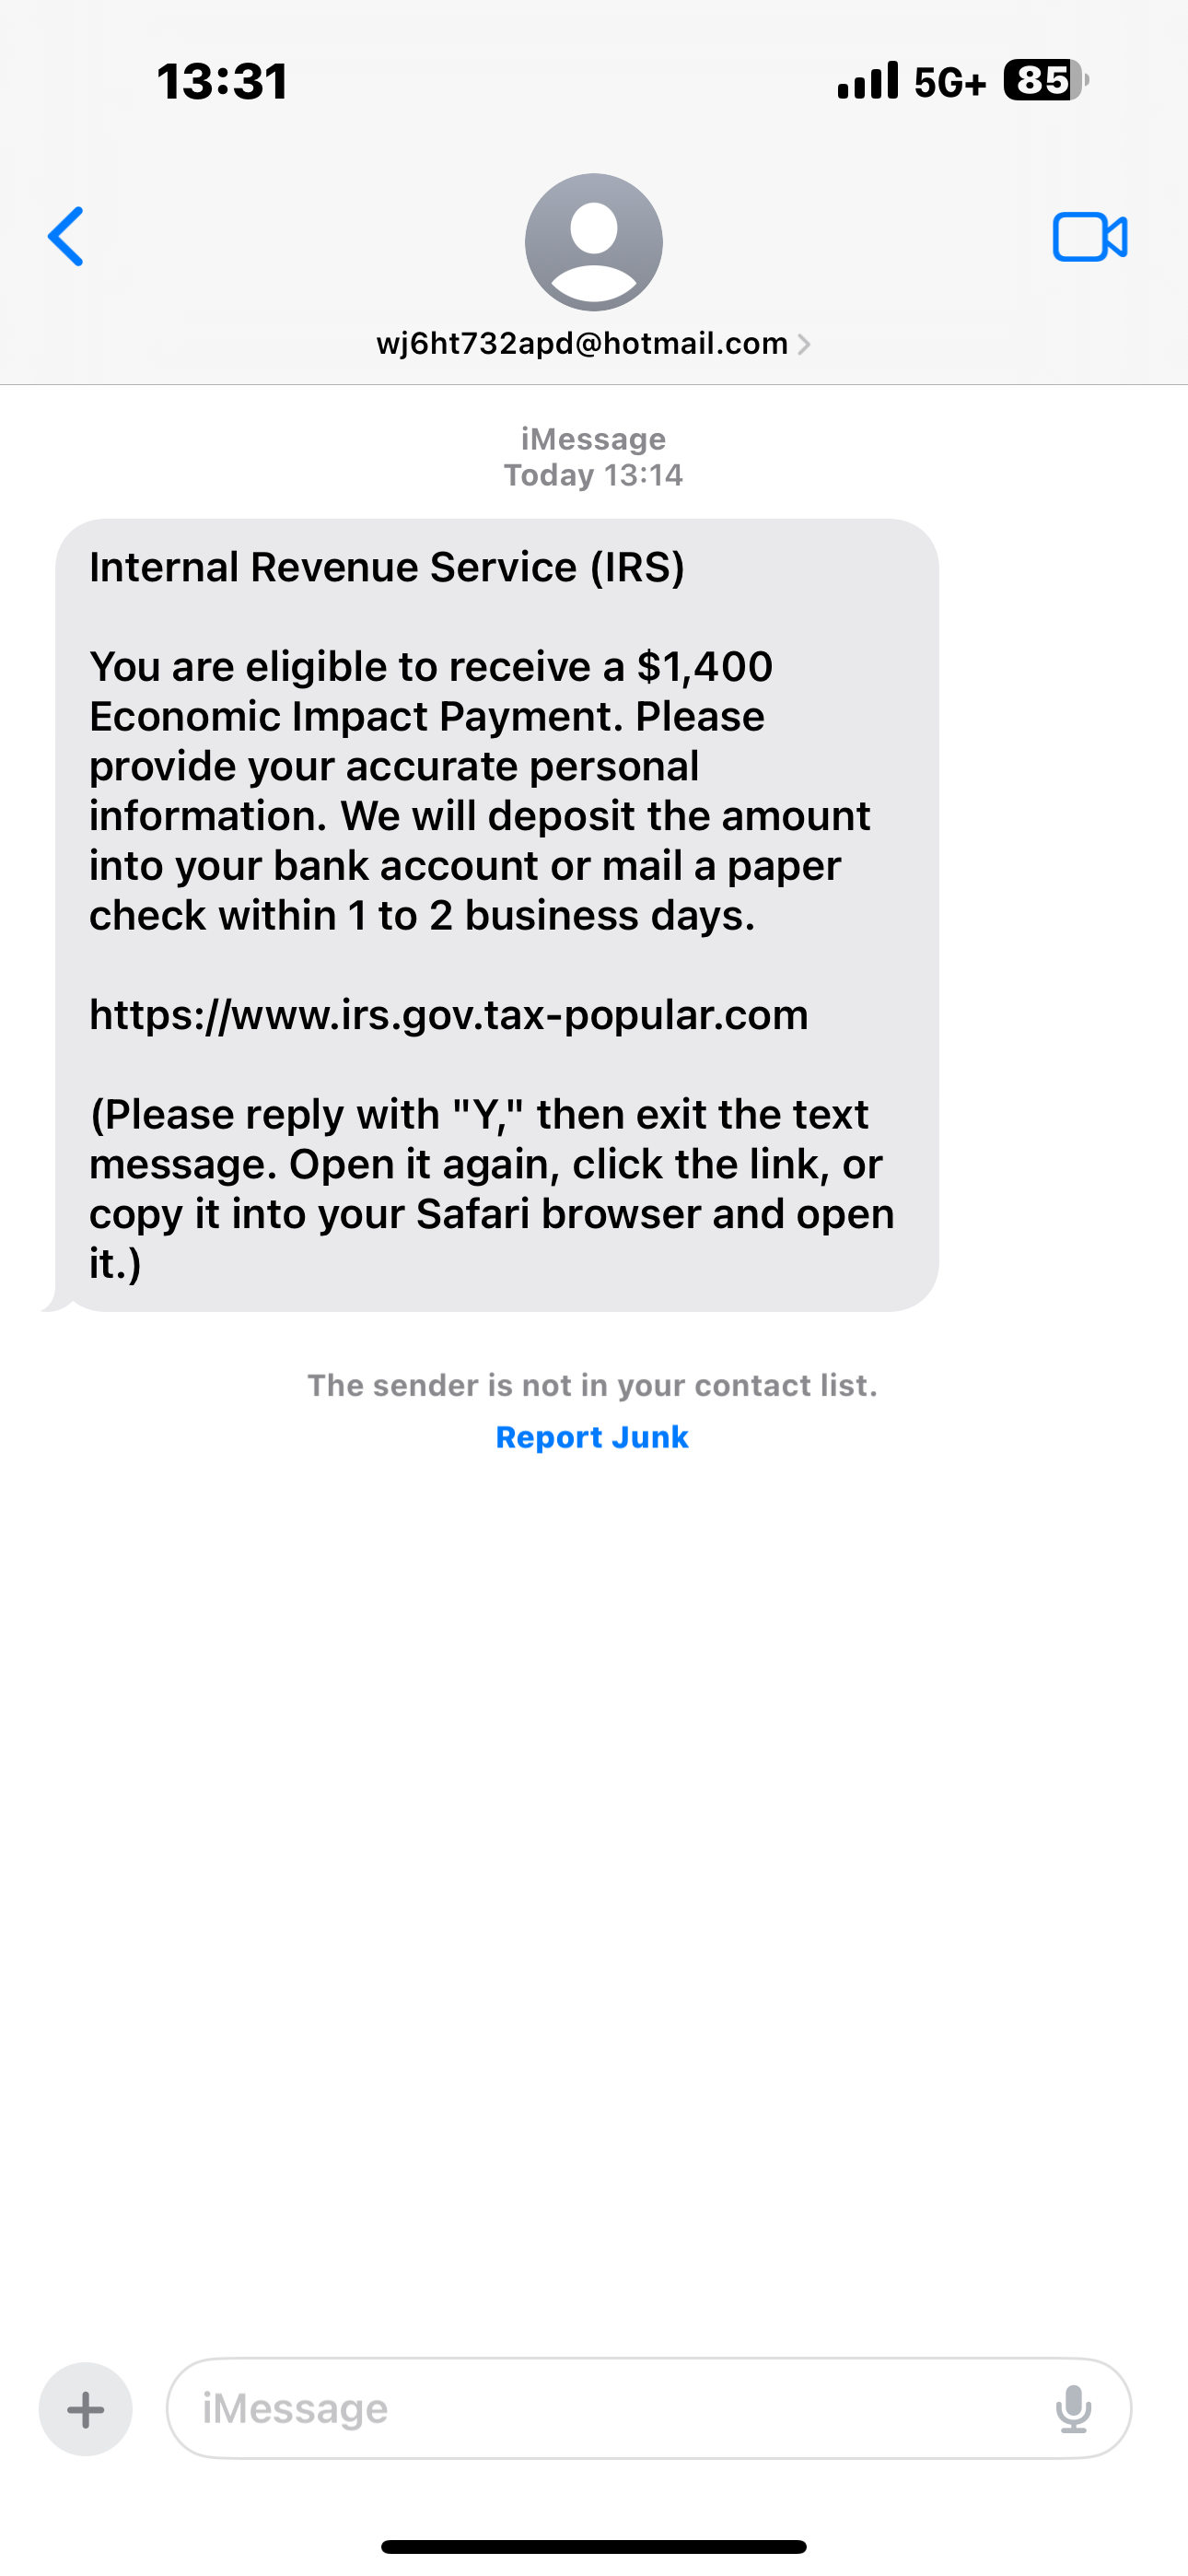 13:31 5G+ 85
wj6ht732apd@hotmail.com
iMessage
Today 13:14
Internal Revenue Service (IRS)
You are eligible to receive a $1,400
Economic Impact Payment. Please
provide your accurate personal
information. We will deposit the amount
into your bank account or mail a paper
check within 1 to 2 business days.
https://www.irs.gov.tax-popular.com
(Please reply with "Y," then exit the text
message. Open it again, click the link, or
copy it into your Safari browser and open
it.)
The sender is not in your contact list.
Report Junk
iMessage